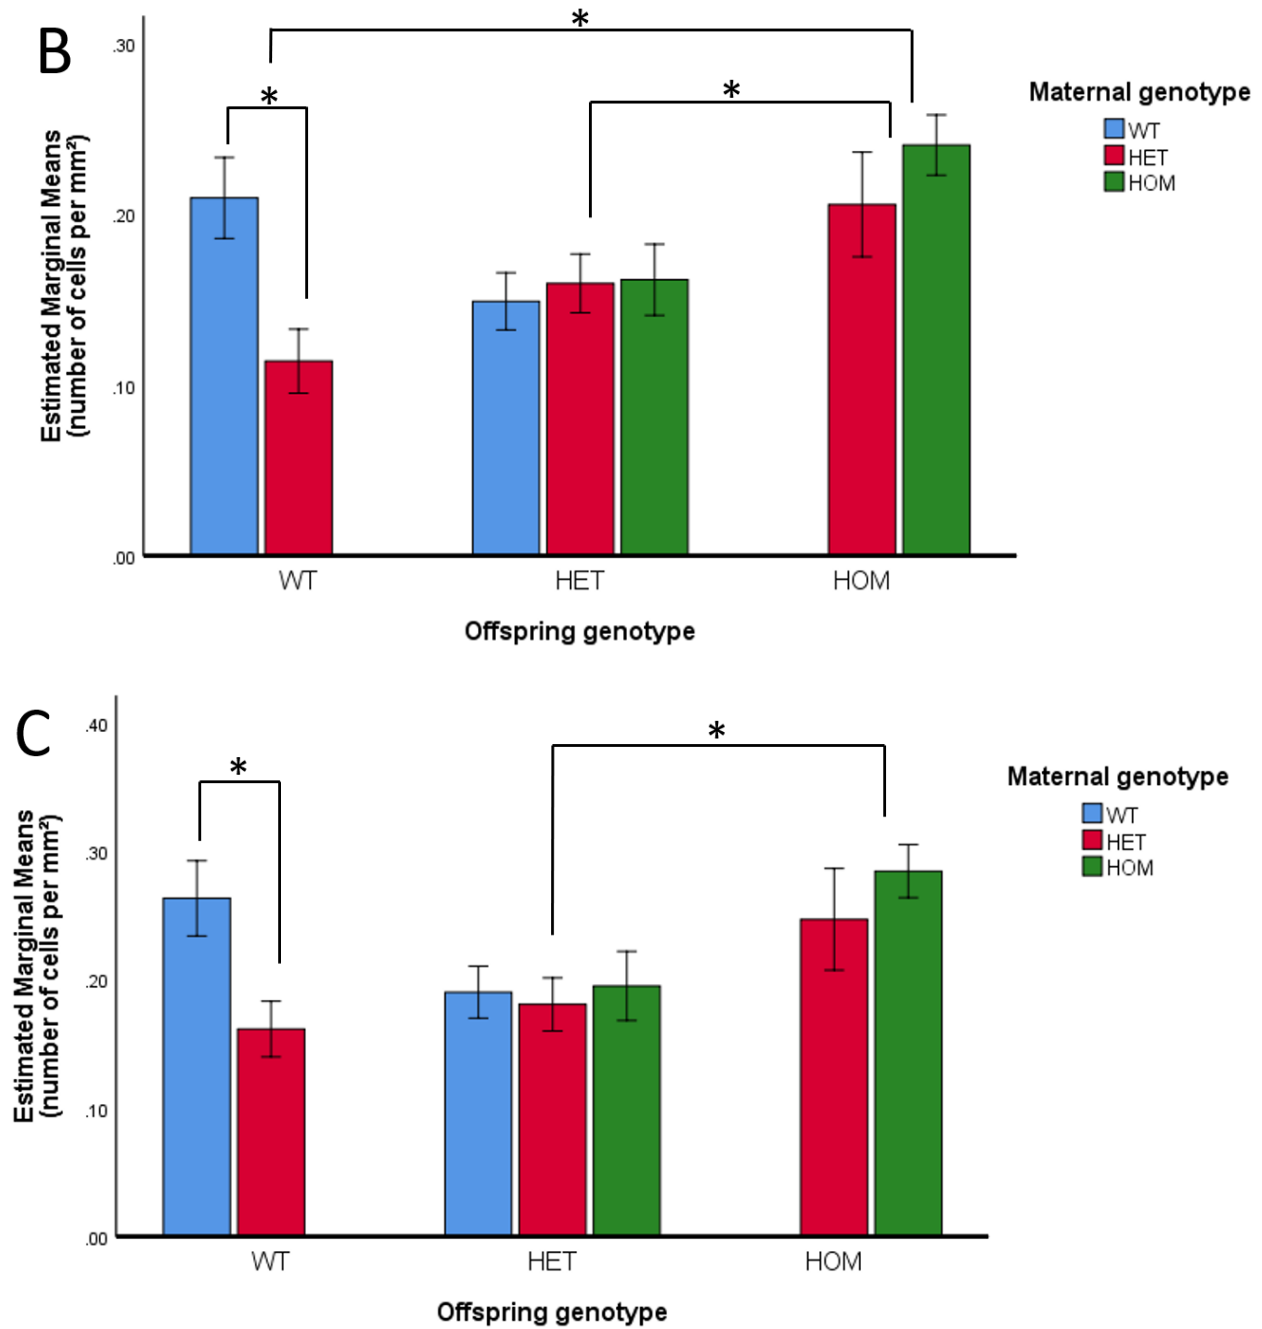 B
*
.30
*
*
Maternal genotype
WT
HET
HOM
Estimated Marginal Means
(number of cells per mm²)
.20
.10
.00
WT HET HOM
Offspring genotype
C
.40
*
*
Maternal genotype
WT
HET
HOM
Estimated Marginal Means
(number of cells per mm²)
.30
.20
.10
.00
WT HET HOM
Offspring genotype